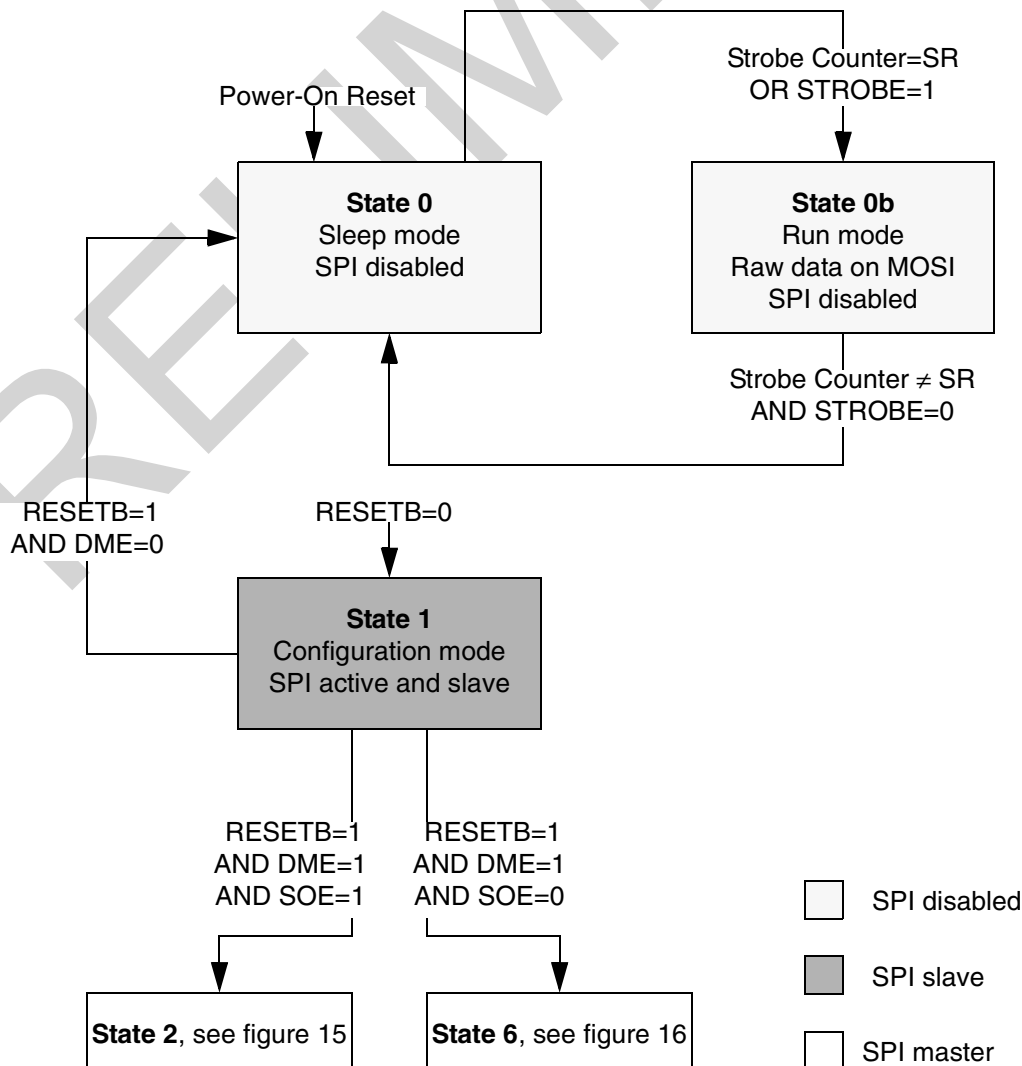 Strobe Counter=SR
OR STROBE=1
Power-On Reset
State 0
Sleep mode
SPI disabled
State 0b
Run mode
Raw data on MOSI
SPI disabled
Strobe Counter ≠ SR
AND STROBE=0
RESETB=1
AND DME=0
RESETB=0
State 1
Configuration mode
SPI active and slave
RESETB=1
AND DME=1
AND SOE=1
RESETB=1
AND DME=1
AND SOE=0
SPI disabled
SPI slave
State 2, see figure 15
State 6, see figure 16
SPI master